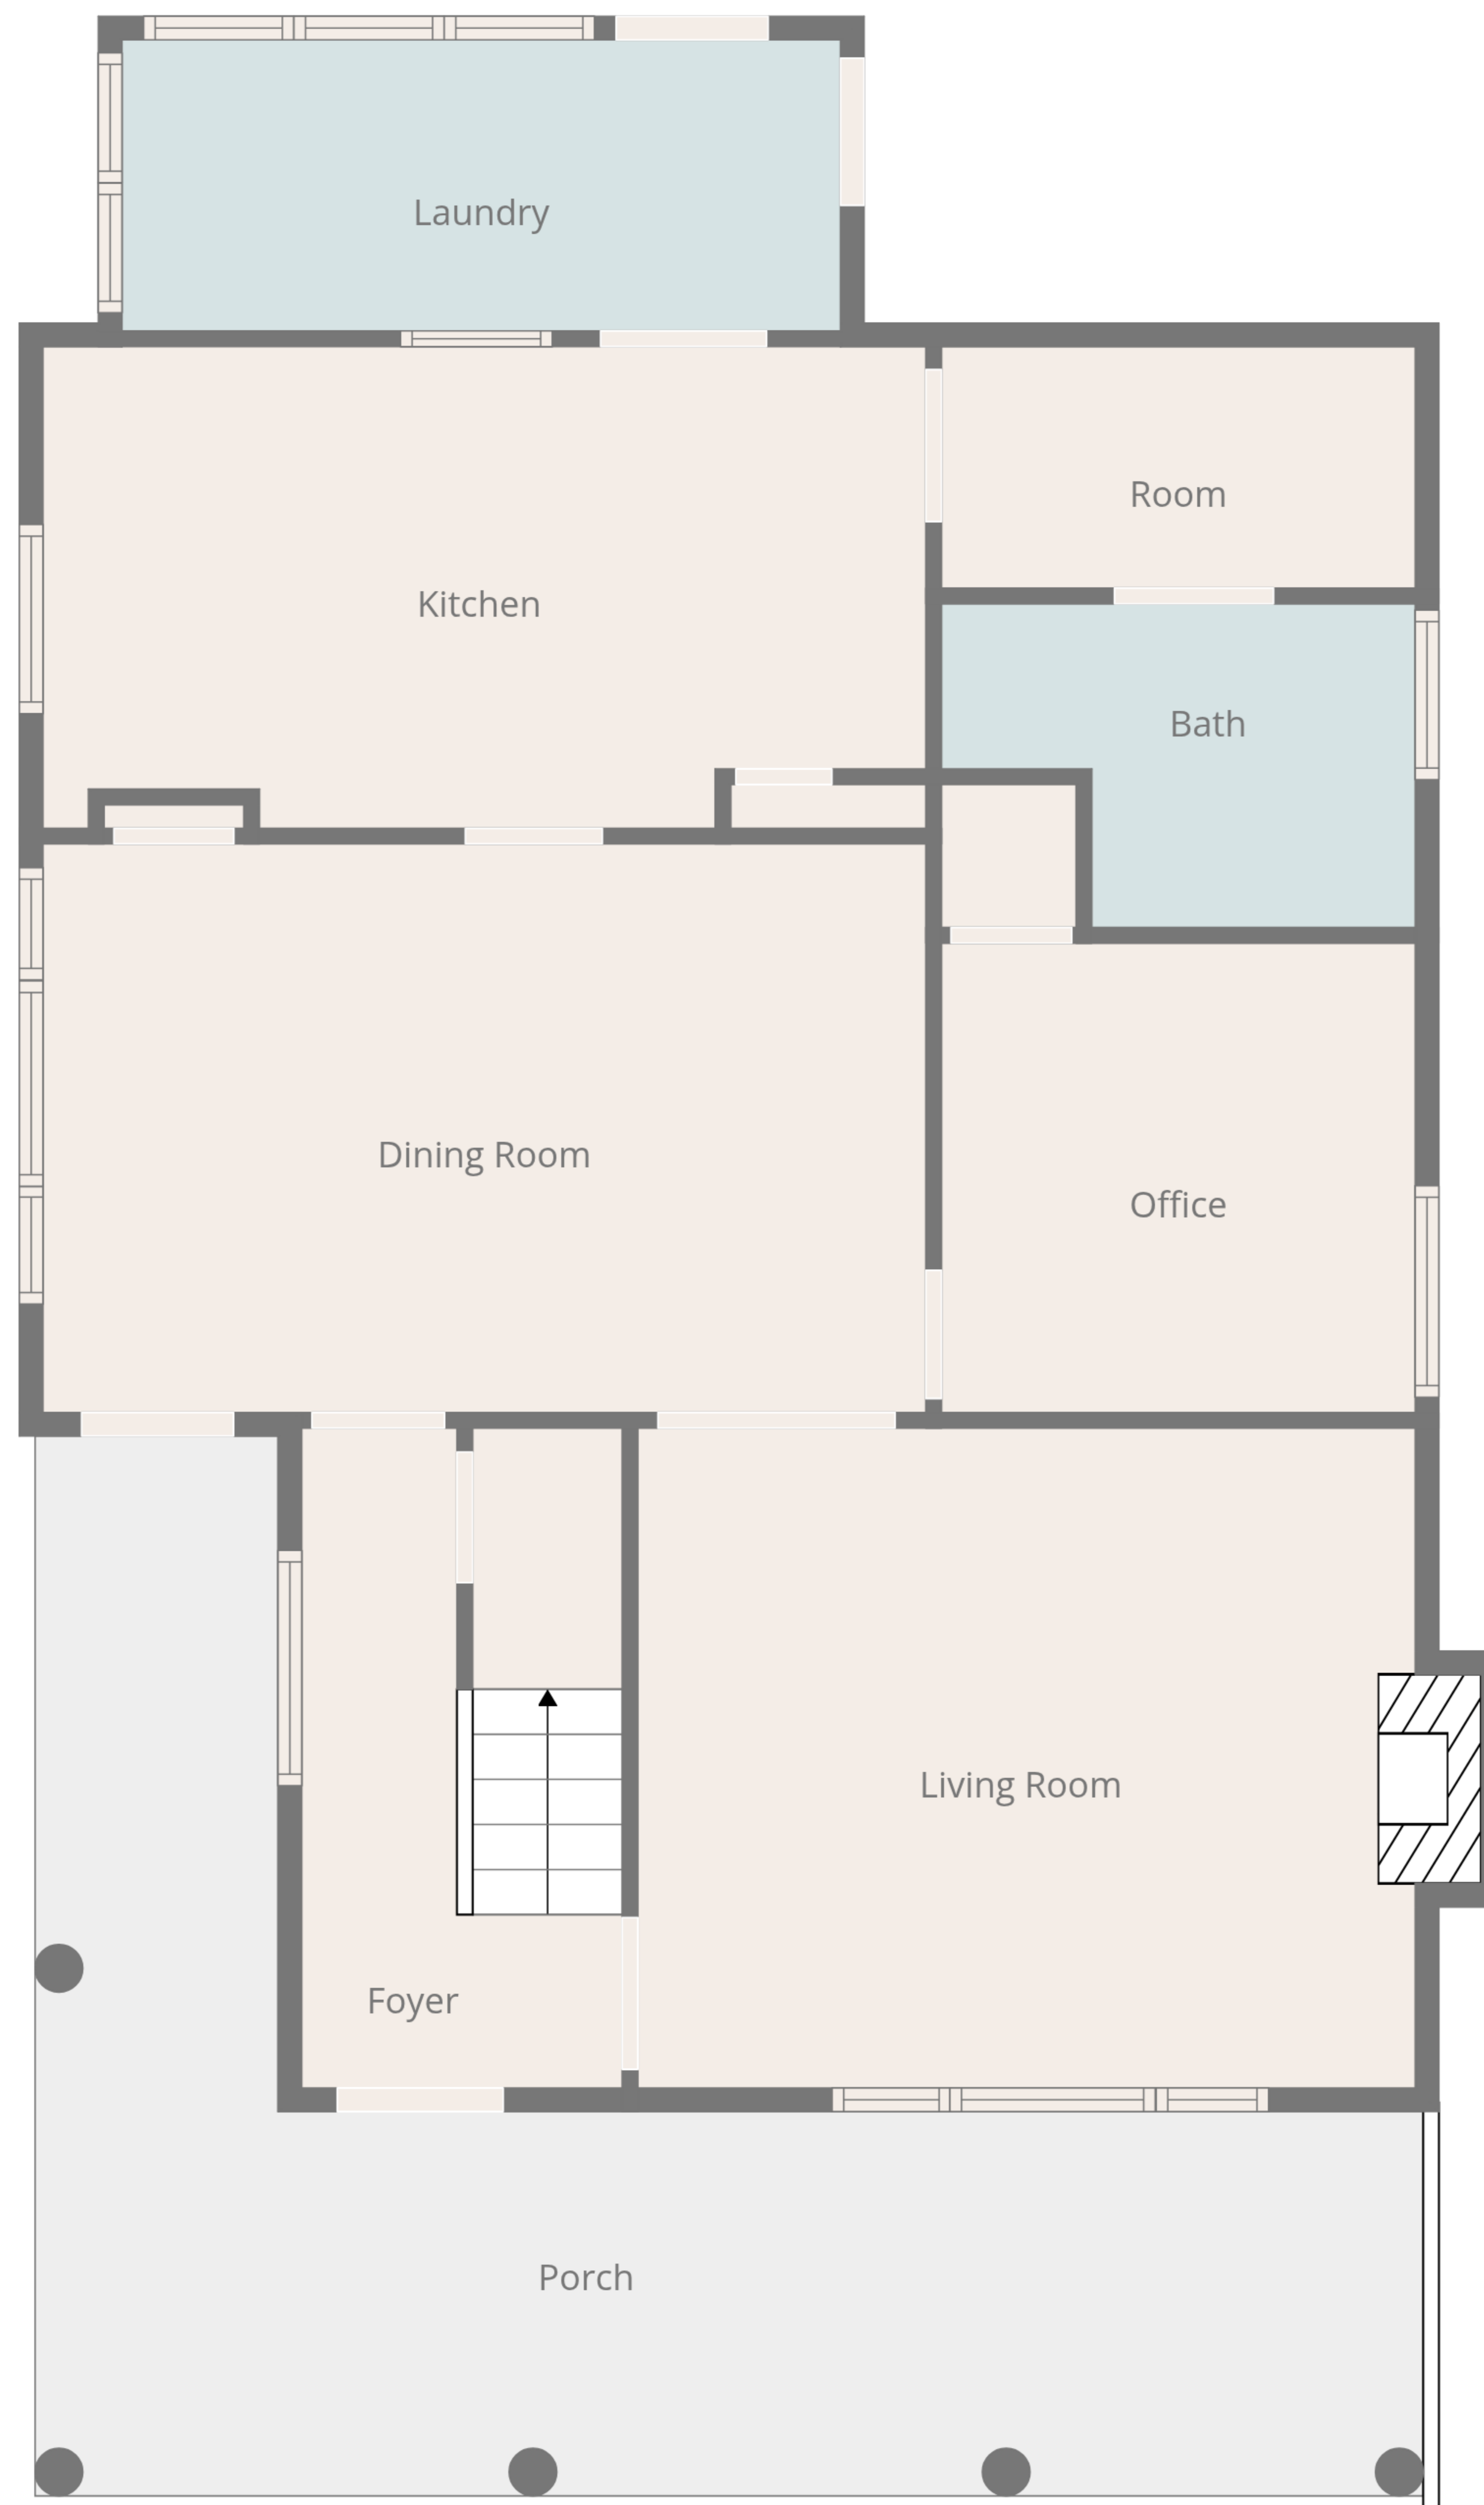 Laundry
Room
Kitchen
Bath
Dining Room
Office
Living Room
Foyer
Porch